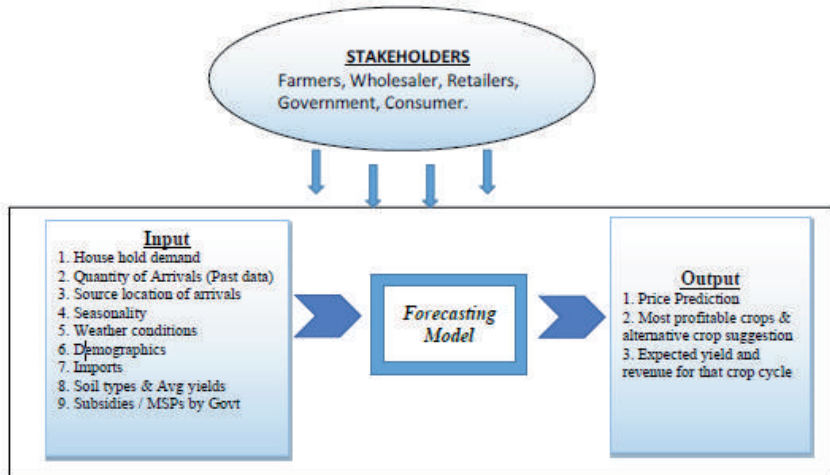 STAKEHOLDERS
Farmers, Wholesaler, Retailers,
Government, Consumer.
Input
1. House hold demand
2. Quantity of Arrivals (Past data)
3. Source location of arrivals
4. Seasonality
5. Weather conditions
6. Demographics
7. Imports
8. Soil types & Avg yields
9. Subsidies / MSPs by Govt
Forecasting
Model
Output
1. Price Prediction
2. Most profitable crops &
alternative crop suggestion
3. Expected yield and
revenue for that crop cycle